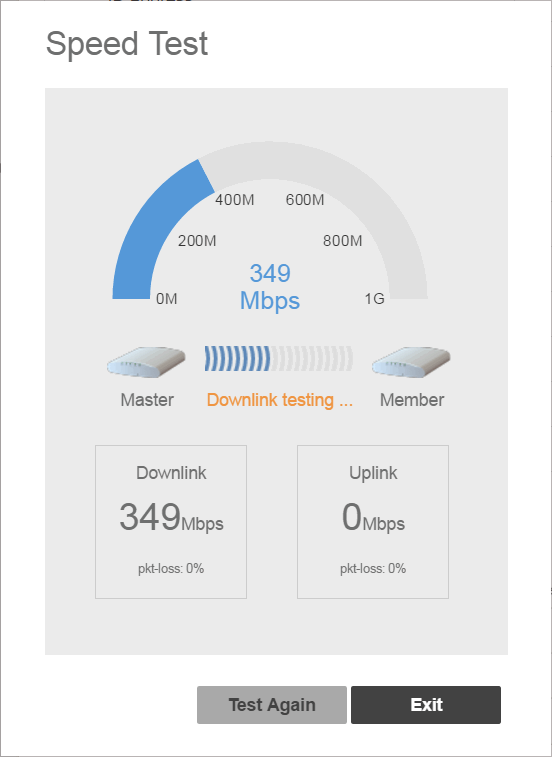 Speed Test
400M
600M
200M
800M
349
Mbps
0M
1G
Master
Downlink testing ...
Member
Downlink
Uplink
349Mbps
0Mbps
pkt-loss: 0%
pkt-loss: 0%
Test Again
Exit